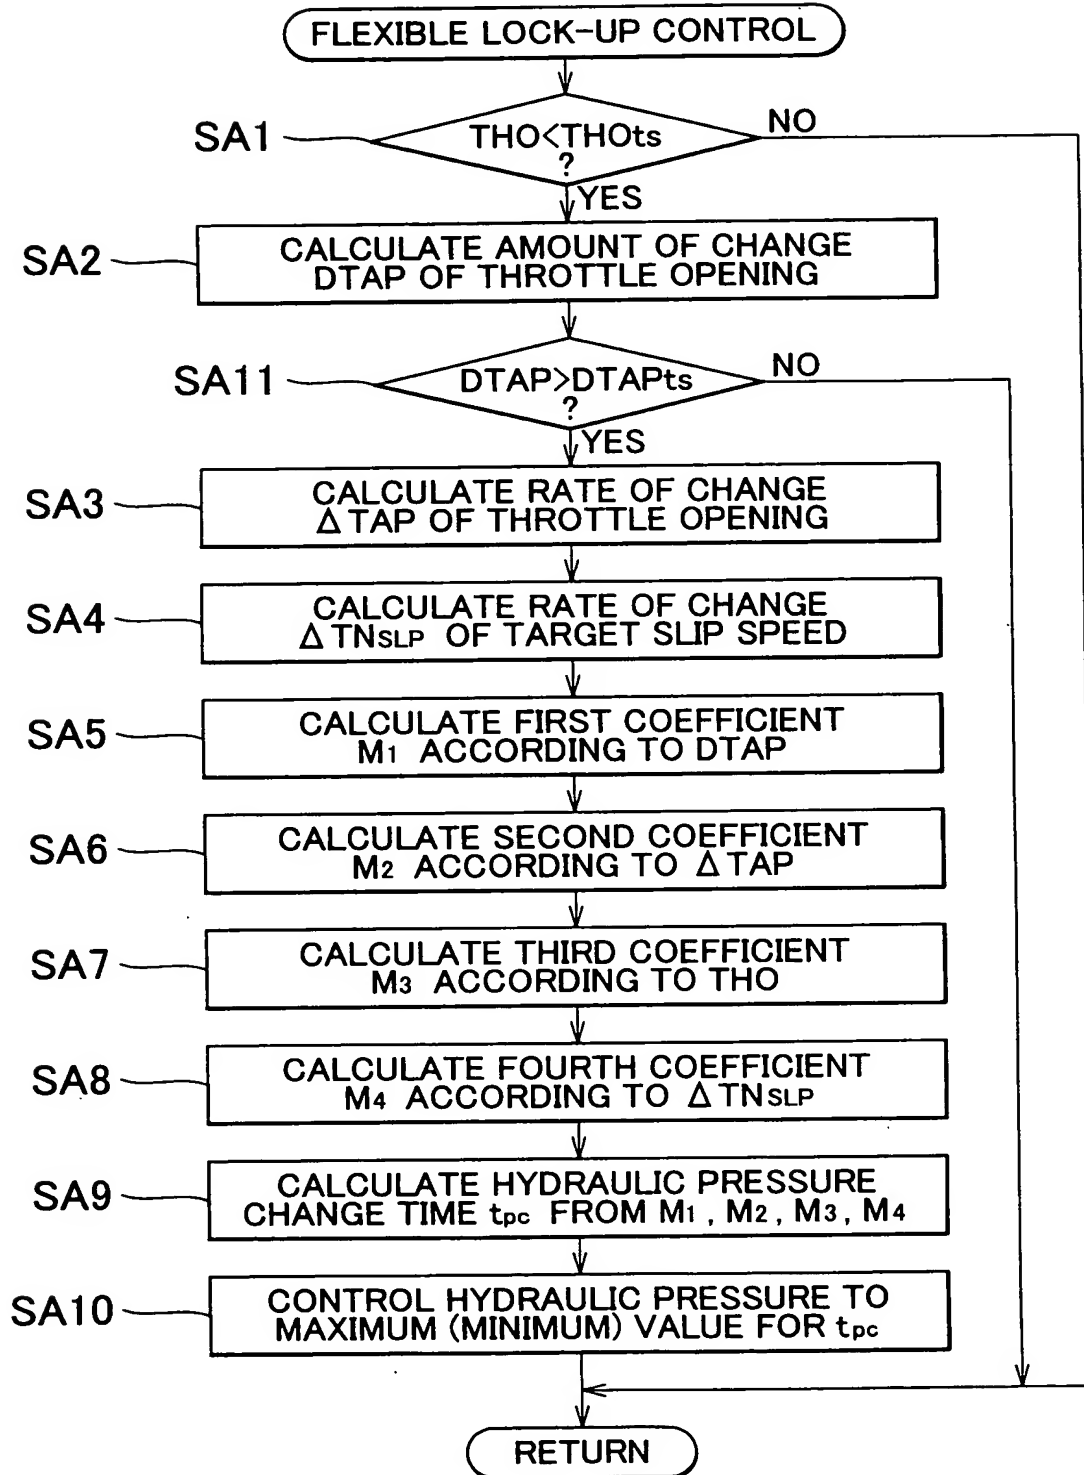 FLEXIBLE LOCK-UP CONTROL
SA1
THO<THOts
?
NO
YES
SA2
CALCULATE AMOUNT OF CHANGE
DTAP OF THROTTLE OPENING
SA11
DTAP>DTAPts
?
NO
YES
SA3
CALCULATE RATE OF CHANGE
Δ TAP OF THROTTLE OPENING
SA4
CALCULATE RATE OF CHANGE
Δ TNSLP OF TARGET SLIP SPEED
SA5
CALCULATE FIRST COEFFICIENT
M1 ACCORDING TO DTAP
SA6
CALCULATE SECOND COEFFICIENT
M2 ACCORDING TO Δ TAP
SA7
CALCULATE THIRD COEFFICIENT
M3 ACCORDING TO THO
SA8
CALCULATE FOURTH COEFFICIENT
M4 ACCORDING TO Δ TNSLP
SA9
CALCULATE HYDRAULIC PRESSURE
CHANGE TIME tpc FROM M1 , M2 , M3 , M4
SA10
CONTROL HYDRAULIC PRESSURE TO
MAXIMUM (MINIMUM) VALUE FOR tpc
RETURN